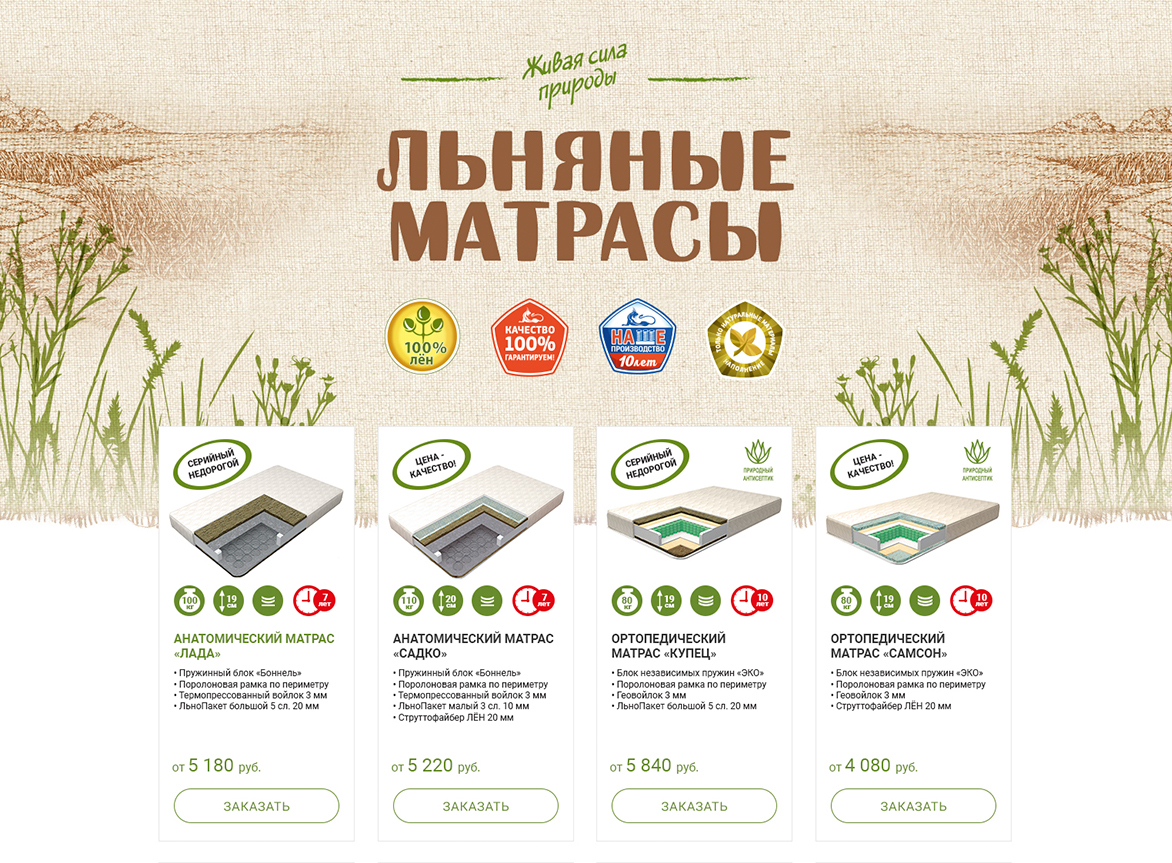 Живая сила
природы
ЛЬНЯНЫЕ
МАТРАСЫ
100%
лён
КАЧЕСТВО
100%
ГАРАНТИРУЕМ!
НАШЕ
ПРОИЗВОДСТВО
10 лет
ТОЛЬКО НАТУРАЛЬНЫЕ МАТЕРИАЛЫ
НАПОЛНЕНИЯ
СЕРИЙНЫЙ
НЕДОРОГОЙ
100
КГ
19
СМ
7
лет
АНАТОМИЧЕСКИЙ МАТРАС
«ЛАДА»
• Пружинный блок «Боннель»
• Поролоновая рамка по периметру
• Термопрессованный войлок 3 мм
• ЛьноПакет большой 5 сл. 20 мм
от 5 180 руб.
ЗАКАЗАТЬ
ЦЕНА -
КАЧЕСТВО!
110
КГ
20
СМ
7
лет
АНАТОМИЧЕСКИЙ МАТРАС
«САДКО»
• Пружинный блок «Боннель»
• Поролоновая рамка по периметру
• Термопрессованный войлок 3 мм
• ЛьноПакет малый 3 сл. 10 мм
• Струттофайбер ЛЁН 20 мм
от 5 220 руб.
ЗАКАЗАТЬ
СЕРИЙНЫЙ
НЕДОРОГОЙ
ПРИРОДНЫЙ
АНТИСЕПТИК
80
КГ
19
СМ
10
лет
ОРТОПЕДИЧЕСКИЙ
МАТРАС «КУПЕЦ»
• Блок независимых пружин «ЭКО»
• Поролоновая рамка по периметру
• Геовойлок 3 мм
• ЛьноПакет большой 5 сл. 20 мм
от 5 840 руб.
ЗАКАЗАТЬ
ЦЕНА -
КАЧЕСТВО!
ПРИРОДНЫЙ
АНТИСЕПТИК
80
КГ
19
СМ
10
лет
ОРТОПЕДИЧЕСКИЙ
МАТРАС «САМСОН»
• Блок независимых пружин «ЭКО»
• Поролоновая рамка по периметру
• Геовойлок 3 мм
• Струттофайбер ЛЁН 20 мм
от 4 080 руб.
ЗАКАЗАТЬ